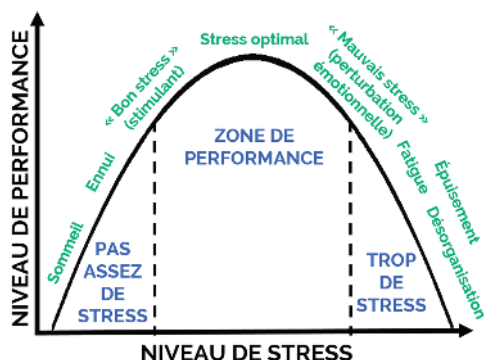 Stress optimal
« Bon stress »
(stimulant)
« Mauvais stress »
(perturbation
émotionnelle)
Ennui
Sommeil
Fatigue
Épuisement
Désorganisation
ZONE DE
PERFORMANCE
PAS
ASSEZ
DE
STRESS
TROP
DE
STRESS
NIVEAU DE PERFORMANCE
NIVEAU DE STRESS